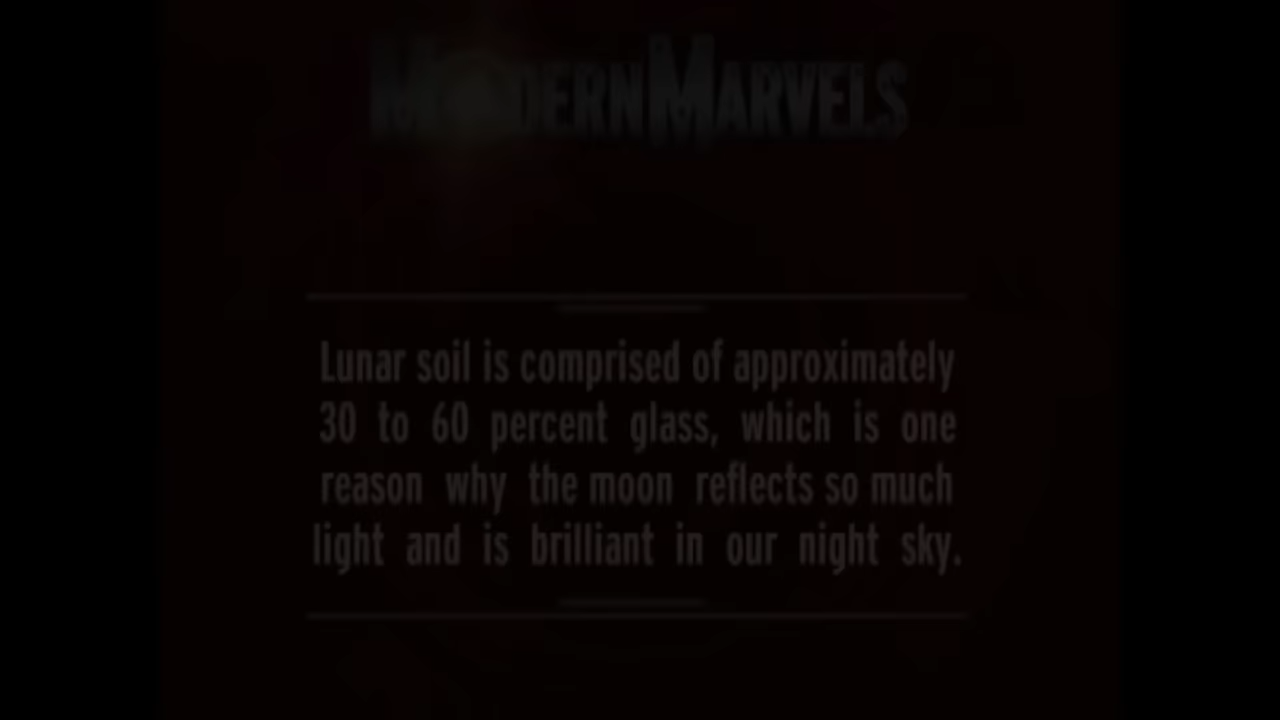 MODERN MARVELS
Lunar soil is comprised of approximately
30 to 60 percent glass, which is one
reason why the moon reflects so much
light and is brilliant in our night sky.